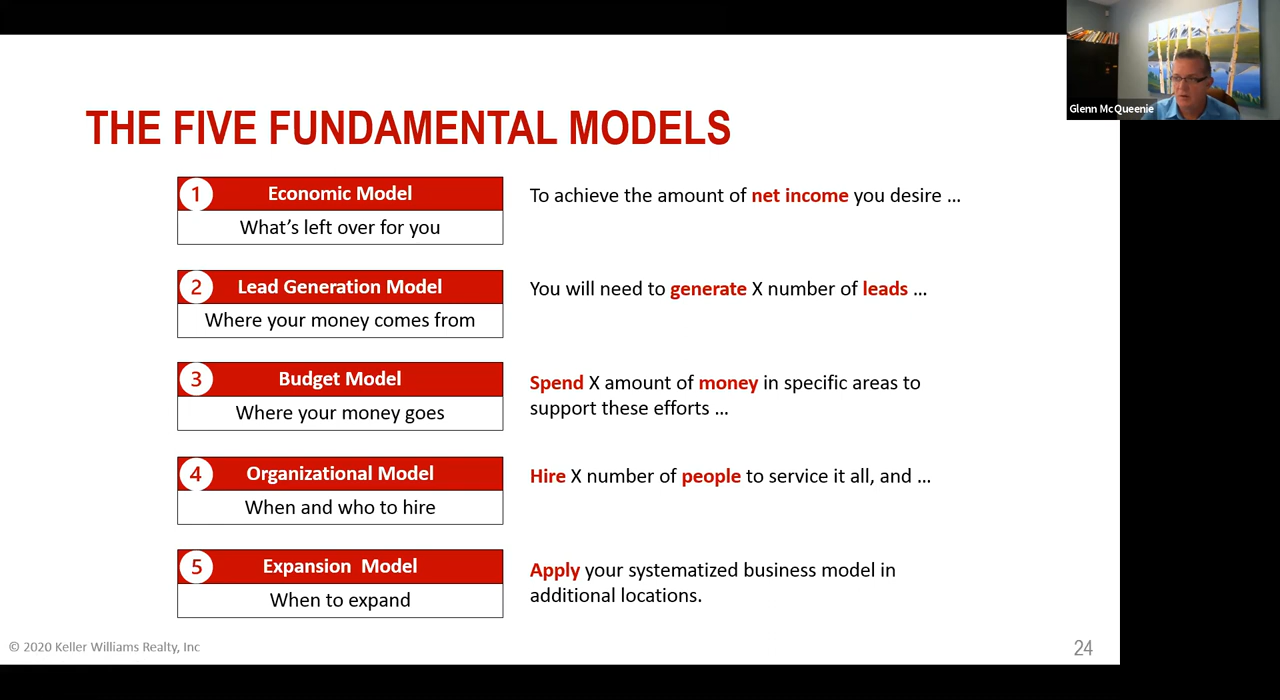 Glenn McQueenie
THE FIVE FUNDAMENTAL MODELS
1 Economic Model
What's left over for you
To achieve the amount of net income you desire ...
2 Lead Generation Model
Where your money comes from
You will need to generate X number of leads ...
3 Budget Model
Where your money goes
Spend X amount of money in specific areas to
support these efforts ...
4 Organizational Model
When and who to hire
Hire X number of people to service it all, and ...
5 Expansion Model
When to expand
Apply your systematized business model in
additional locations.
© 2020 Keller Williams Realty, Inc
24